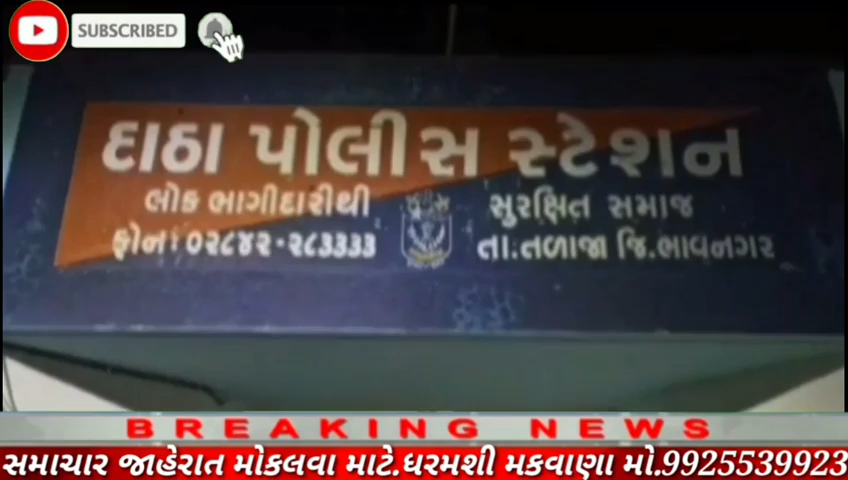 SUBSCRIBED
દાઠા પોલીસ સ્ટેશન
લોક ભાગીદારીથી સુરક્ષિત સમાજ
ફોનઃ ૦૨૮૪૨-૨૮૩૩૩૩ તા.તળાજા જિ.ભાવનગર
BREAKING NEWS
સમાચાર જાહેરાત મોકલવા માટે.ધરમશી મકવાણા મો.9925539923